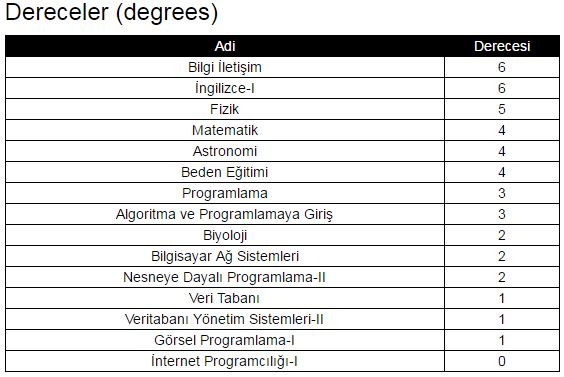 Dereceler (degrees)
Adi Derecesi
Bilgi İletişim 6
İngilizce-I 6
Fizik 5
Matematik 4
Astronomi 4
Beden Eğitimi 4
Programlama 3
Algoritma ve Programlamaya Giriş 3
Biyoloji 2
Bilgisayar Ağ Sistemleri 2
Nesneye Dayalı Programlama-II 2
Veri Tabanı 1
Veritabanı Yönetim Sistemleri-II 1
Görsel Programlama-I 1
İnternet Programcılığı-I 0